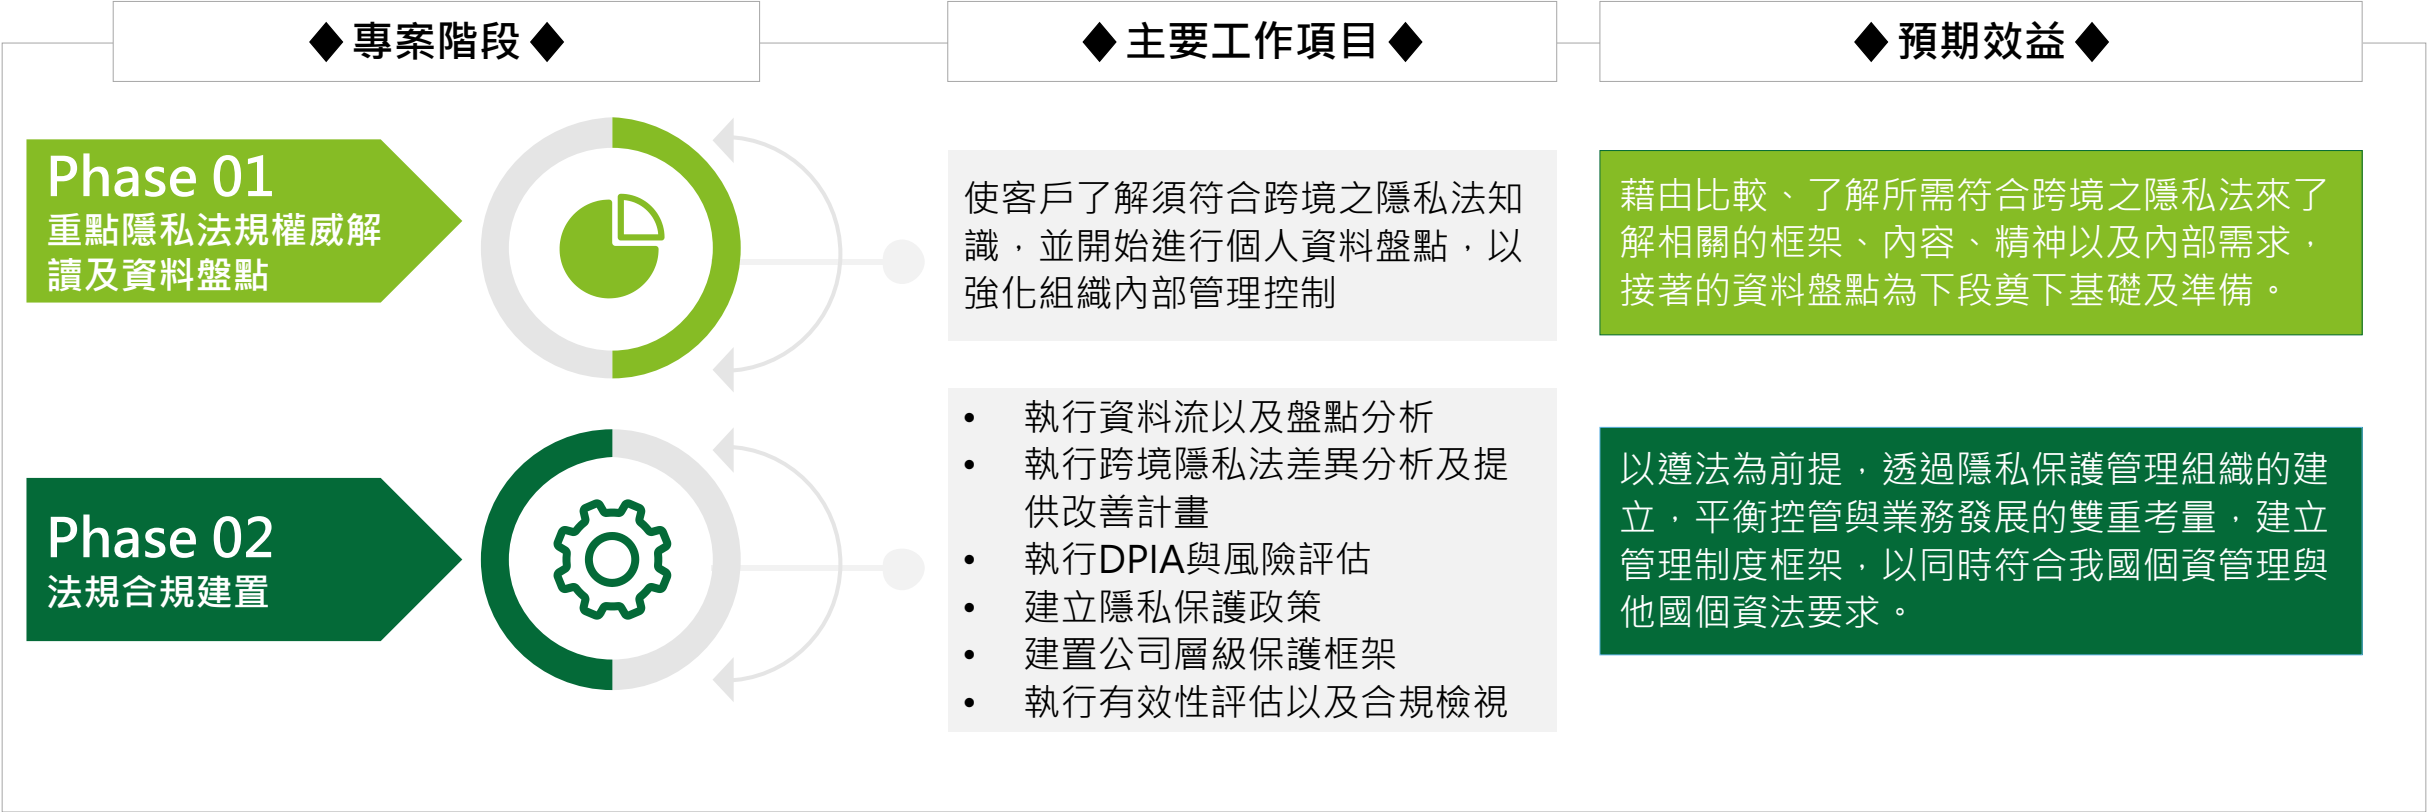 ◆專案階段◆
◆主要工作項目◆
◆預期效益◆
Phase 01
重點隱私法規權威解
讀及資料盤點
使客戶了解須符合跨境之隱私法知
識，並開始進行個人資料盤點，以
強化組織內部管理控制
藉由比較、了解所需符合跨境之隱私法來了
解相關的框架、內容、精神以及內部需求，
接著的資料盤點為下段奠下基礎及準備。
Phase 02
法規合規建置
• 執行資料流以及盤點分析
• 執行跨境隱私法差異分析及提
供改善計畫
• 執行DPIA與風險評估
• 建立隱私保護政策
• 建置公司層級保護框架
• 執行有效性評估以及合規檢視
以遵法為前提，透過隱私保護管理組織的建
立，平衡控管與業務發展的雙重考量，建立
管理制度框架，以同時符合我國個資管理與
他國個資法要求。